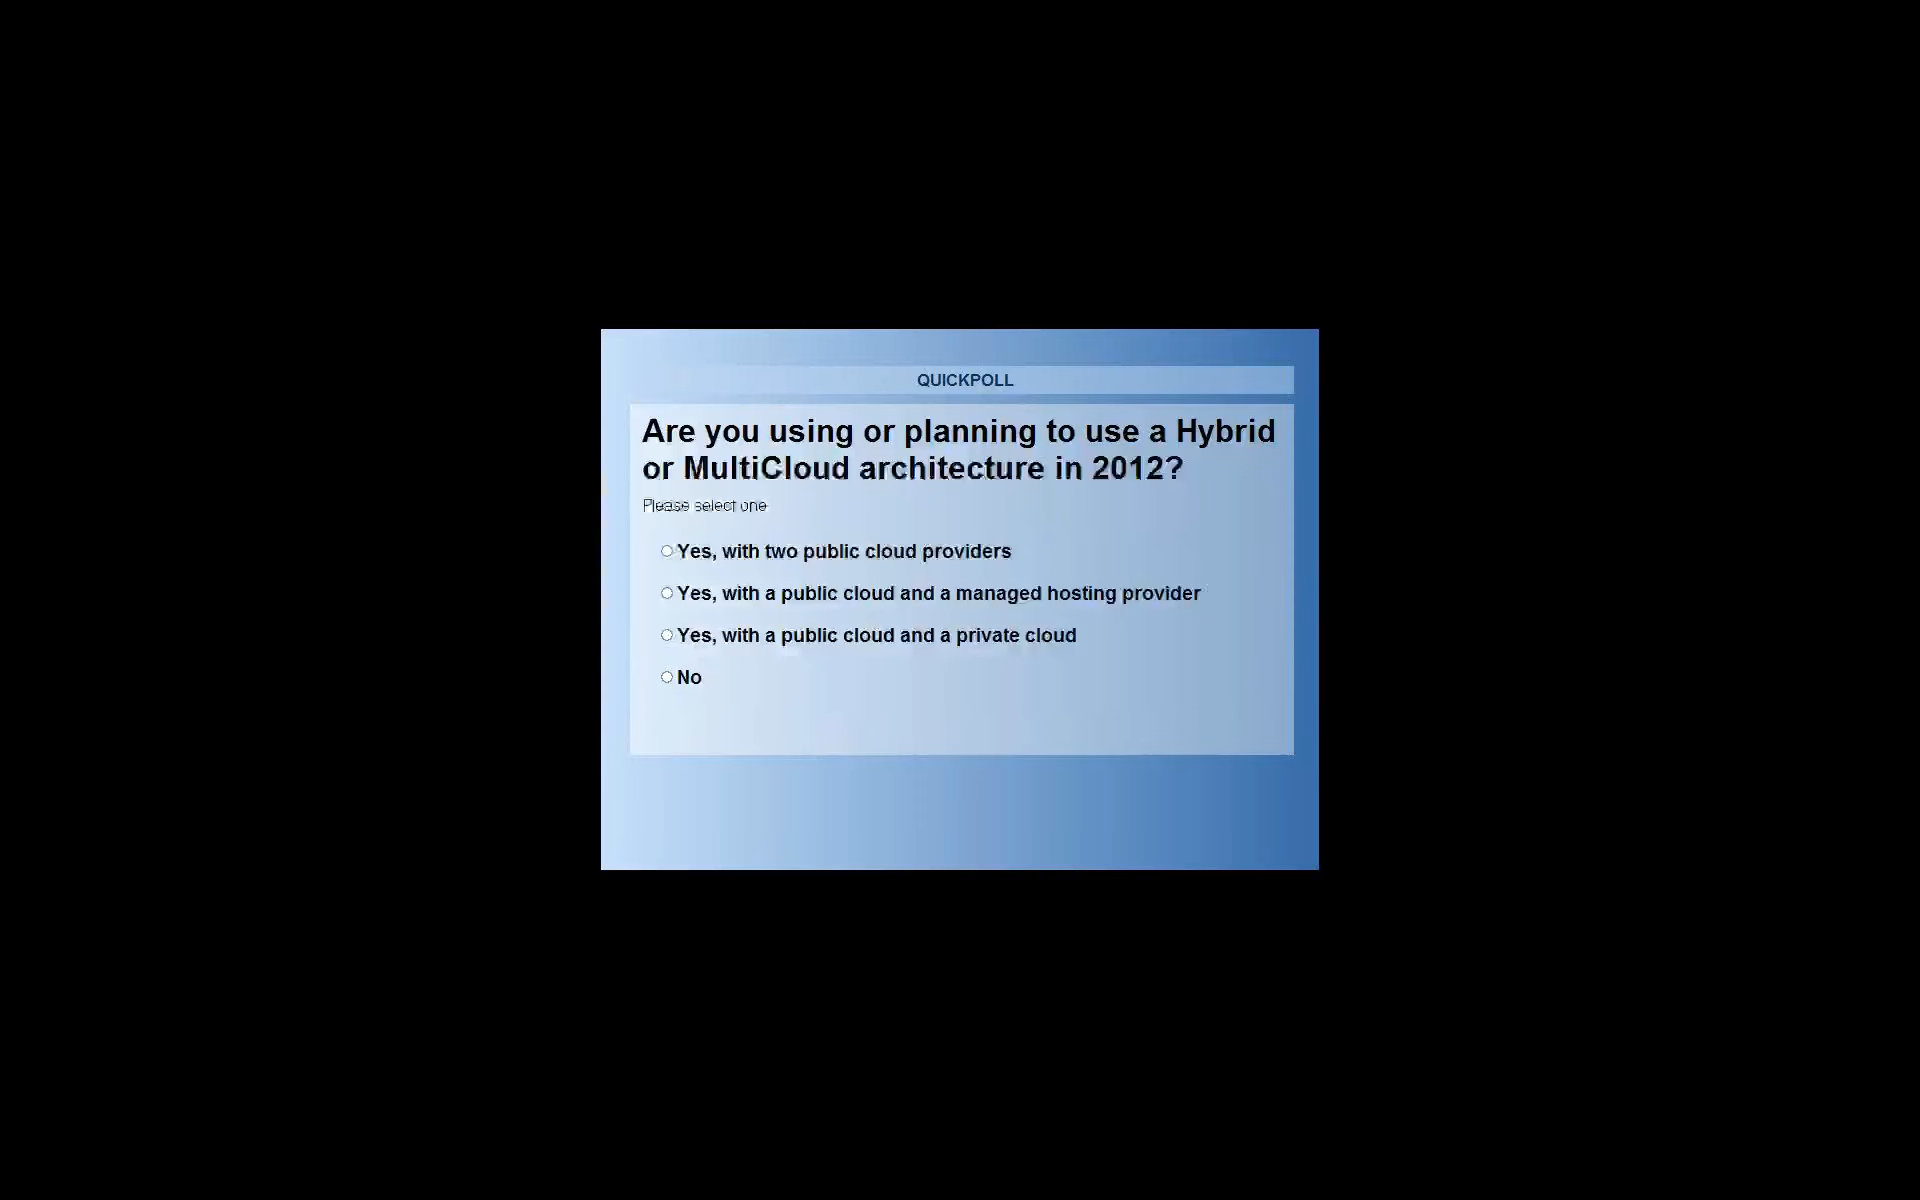 QUICKPOLL
Are you using or planning to use a Hybrid
or MultiCloud architecture in 2012?
Please select one
Yes, with two public cloud providers
Yes, with a public cloud and a managed hosting provider
Yes, with a public cloud and a private cloud
No